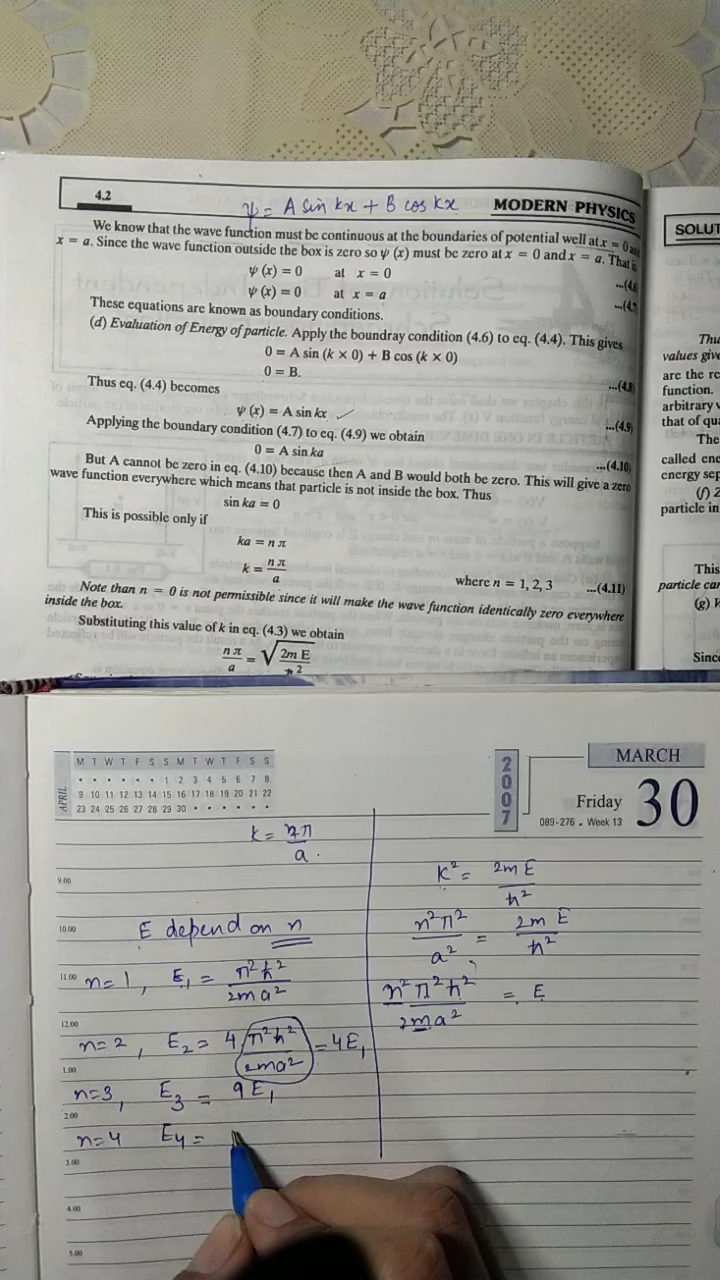 4.2
ψ = A sin kx + B cos kx
MODERN PHYSICS
We know that the wave function must be continuous at the boundaries of potential well at x = 0 and
x = a. Since the wave function outside the box is zero so ψ (x) must be zero at x = 0 and x = a. That is
ψ (x) = 0 at x = 0 ...(4.6)
ψ (x) = 0 at x = a ...(4.7)
These equations are known as boundary conditions.
(d) Evaluation of Energy of particle. Apply the boundray condition (4.6) to eq. (4.4). This gives
0 = A sin (k × 0) + B cos (k × 0)
0 = B. ...(4.8)
Thus eq. (4.4) becomes
ψ (x) = A sin kx ✓ ...(4.9)
Applying the boundary condition (4.7) to eq. (4.9) we obtain
0 = A sin ka ...(4.10)
But A cannot be zero in eq. (4.10) because then A and B would both be zero. This will give a zero
wave function everywhere which means that particle is not inside the box. Thus
sin ka = 0
This is possible only if
ka = n π
k = n π / a where n = 1, 2, 3 ...(4.11)
Note than n = 0 is not permissible since it will make the wave function identically zero everywhere
inside the box.
Substituting this value of k in eq. (4.3) we obtain
n π / a = √ 2m E / ħ2
SOLUT
Thu
values give
are the re
function.
arbitrary v
that of qua
The
called ene
energy sep
(f) Z
particle in
This
particle car
(g) W
Since
APRIL
M T W T F S S M T W T F S S
• • • • • • 1 2 3 4 5 6 7 8
9 10 11 12 13 14 15 16 17 18 19 20 21 22
23 24 25 26 27 28 29 30 • • • • • •
2007
MARCH
Friday 30
089-276 . Week 13
9.00
10.00
11.00
12.00
1.00
2.00
3.00
4.00
5.00
k = nπ / a .
E depend on n
n=1, E₁ = π²ħ² / 2ma²
n=2, E₂ = 4 π²ħ² / 2ma² = 4E₁
n=3, E₃ = 9E₁
n=4 E₄ =
K² = 2mE / ħ²
n²π² / a² = 2mE / ħ²
n²π²ħ² / 2ma² = E